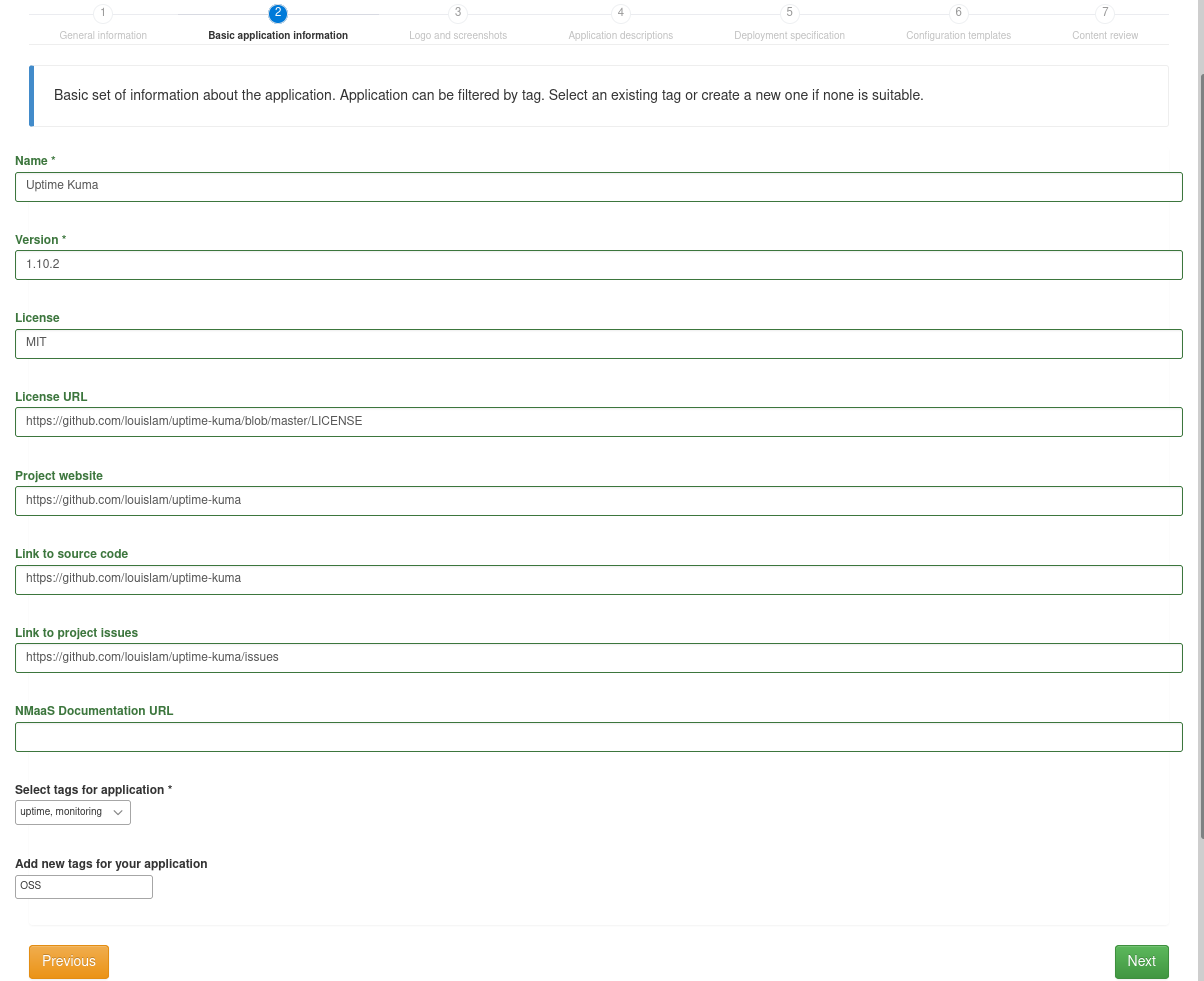 1 2 3 4 5 6 7
General information Basic application information Logo and screenshots Application descriptions Deployment specification Configuration templates Content review
Basic set of information about the application. Application can be filtered by tag. Select an existing tag or create a new one if none is suitable.
Name *
Uptime Kuma
Version *
1.10.2
License
MIT
License URL
https://github.com/louislam/uptime-kuma/blob/master/LICENSE
Project website
https://github.com/louislam/uptime-kuma
Link to source code
https://github.com/louislam/uptime-kuma
Link to project issues
https://github.com/louislam/uptime-kuma/issues
NMaaS Documentation URL
Select tags for application *
uptime, monitoring
Add new tags for your application
OSS
Previous Next